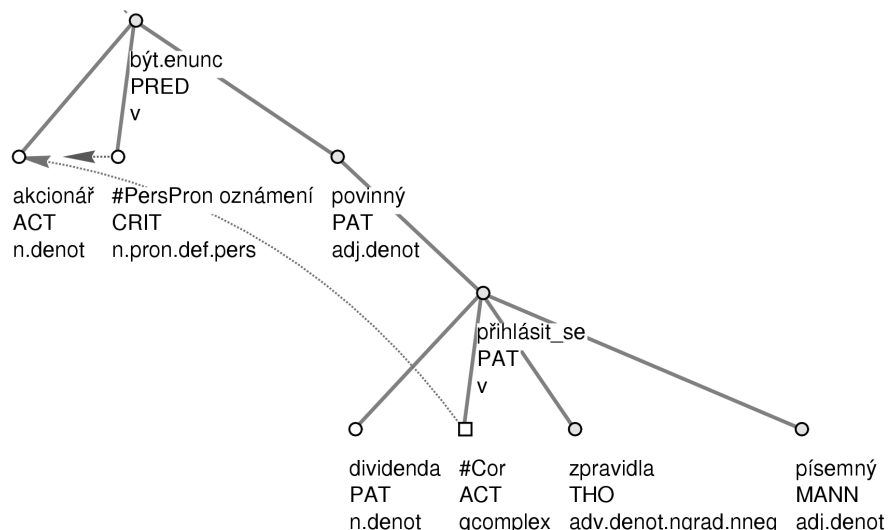 být.enunc
PRED
v
akcionář #PersPron oznámení povinný
ACT CRIT PAT
n.denot n.pron.def.pers adj.denot
přihlásit_se
PAT
v
dividenda #Cor zpravidla písemný
PAT ACT THO MANN
n.denot qcomplex adv.denot.ngrad.nneg adj.denot